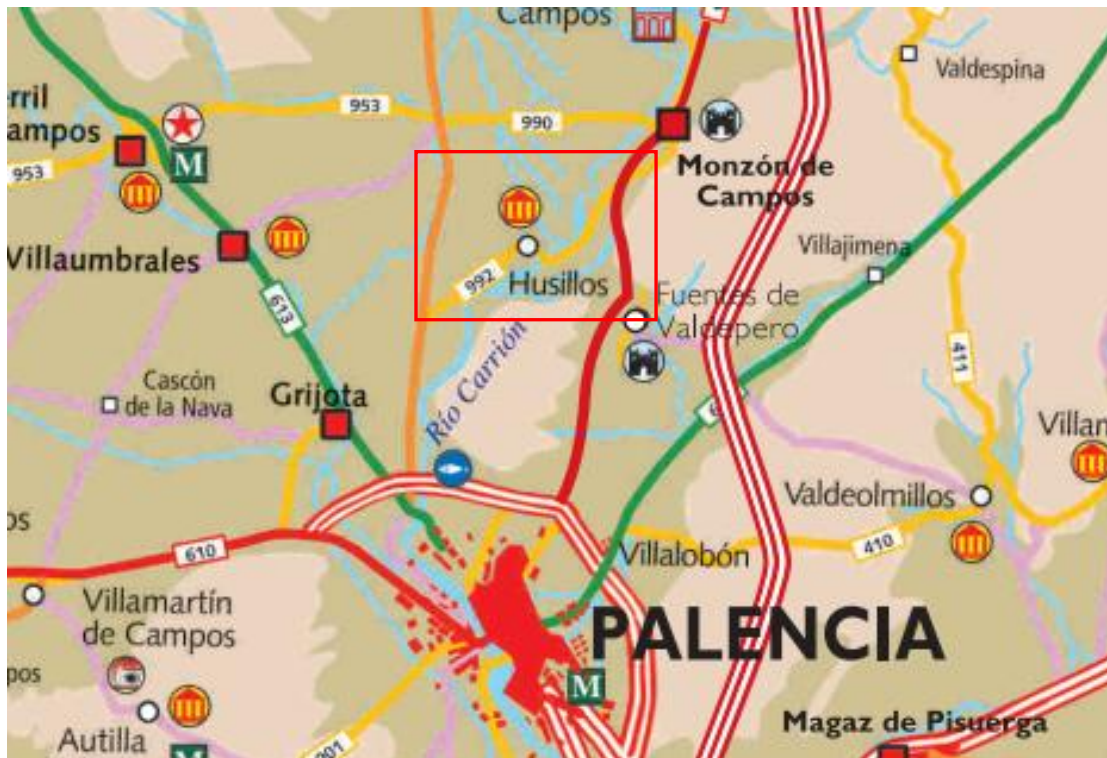 Campos
Valdespina
erril
ampos
953
990
953
M
Monzón de
Campos
Villaumbrales
Villajimena
992
Husillos
Fuentes de
Valdepero
613
Río Carrión
411
Cascón
de la Nava
Grijota
Villan
Valdeolmillos
os
610
Villalobón
410
Villamartín
de Campos
PALENCIA
pos
M
Magaz de Pisuerga
Autilla
M
901